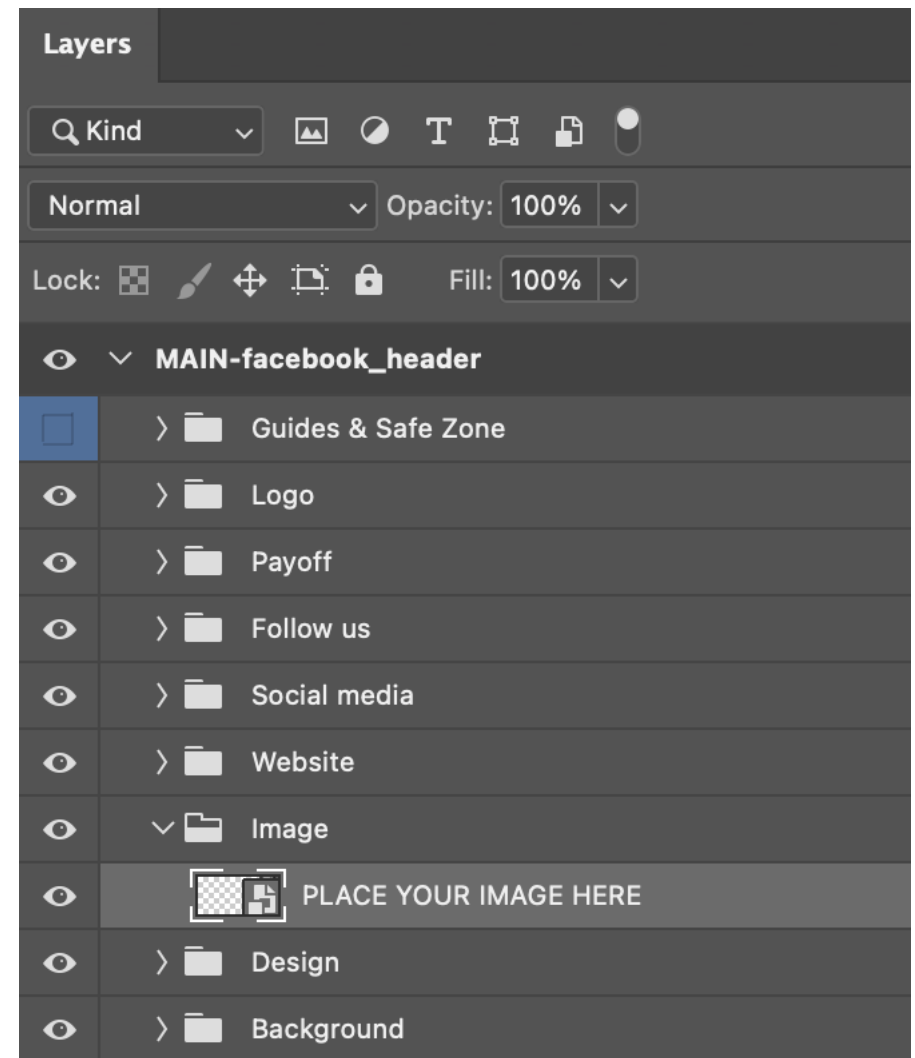 Layers
Kind
Normal Opacity: 100%
Lock: Fill: 100%
MAIN-facebook_header
Guides & Safe Zone
Logo
Payoff
Follow us
Social media
Website
Image
PLACE YOUR IMAGE HERE
Design
Background